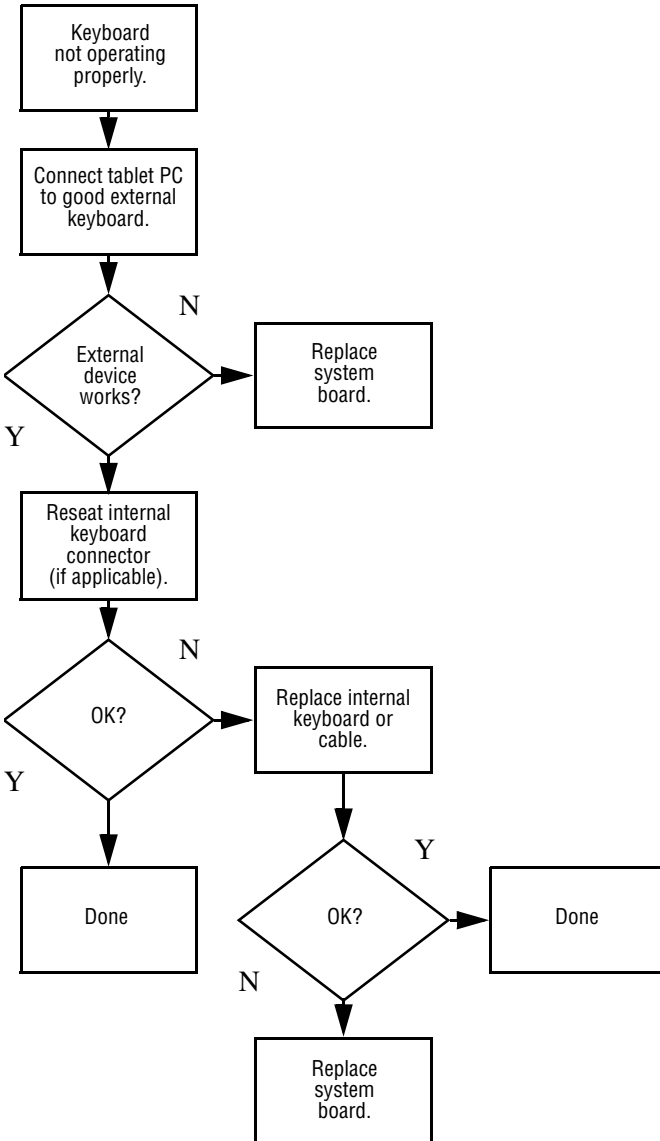 Keyboard
not operating
properly.
Connect tablet PC
to good external
keyboard.
N
External
device
works?
Replace
system
board.
Y
Reseat internal
keyboard
connector
(if applicable).
N
OK?
Replace internal
keyboard or
cable.
Y
Y
Done
OK?
Done
N
Replace
system
board.